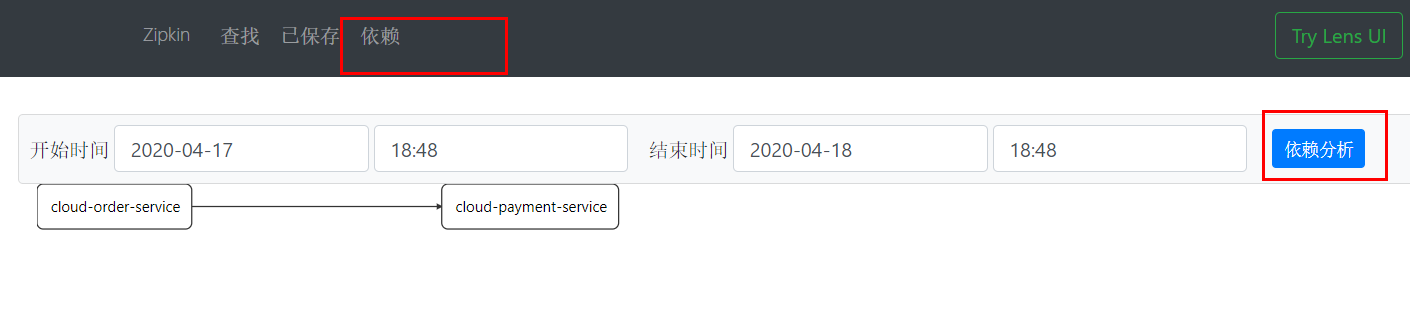 Zipkin 查找 已保存 依赖 Try Lens UI
开始时间 2020-04-17 18:48 结束时间 2020-04-18 18:48 依赖分析
cloud-order-service cloud-payment-service